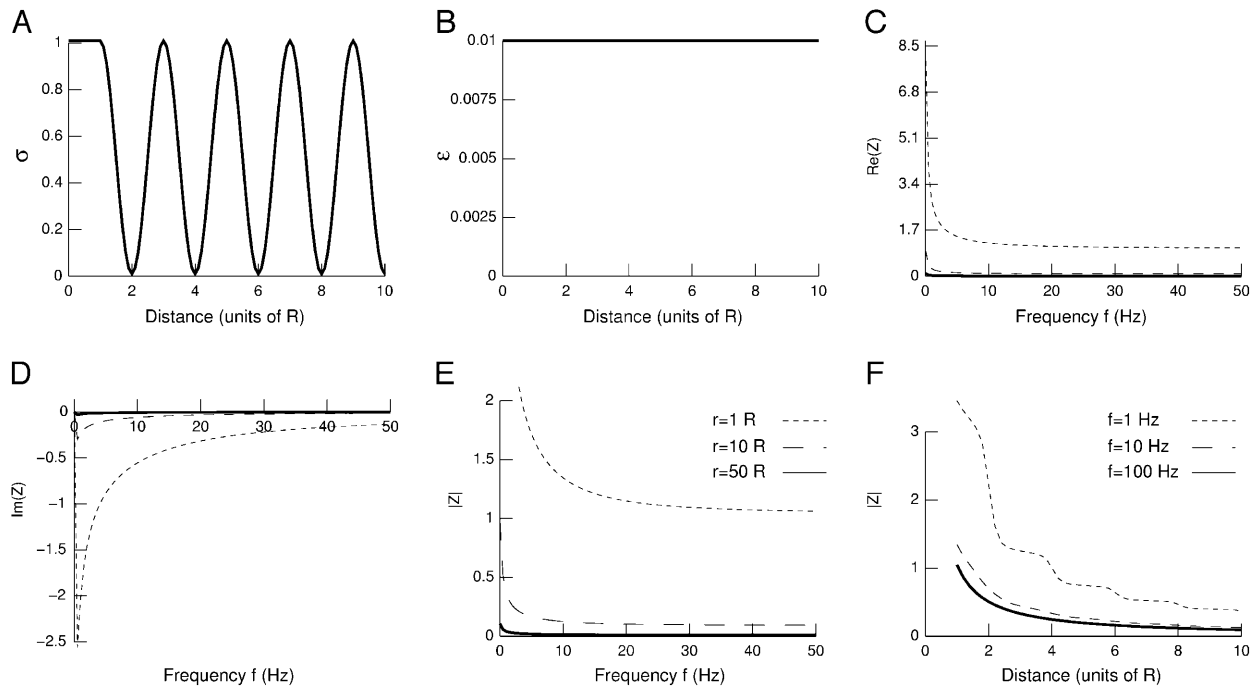 A
1
0.8
0.6
0.4
0.2
0
σ
0 2 4 6 8 10
Distance (units of R)
B
0.01
0.0075
0.005
0.0025
0
ε
2 4 6 8 10
Distance (units of R)
C
8.5
6.8
5.1
3.4
1.7
0
Re(Z)
0 10 20 30 40 50
Frequency f (Hz)
D
0
−0.5
−1
−1.5
−2
−2.5
Im(Z)
0 10 20 30 40 50
Frequency f (Hz)
E
2
1.5
1
0.5
0
|Z|
r=1 R
r=10 R
r=50 R
0 10 20 30 40 50
Frequency f (Hz)
F
3
2
1
0
|Z|
f=1 Hz
f=10 Hz
f=100 Hz
0 2 4 6 8 10
Distance (units of R)